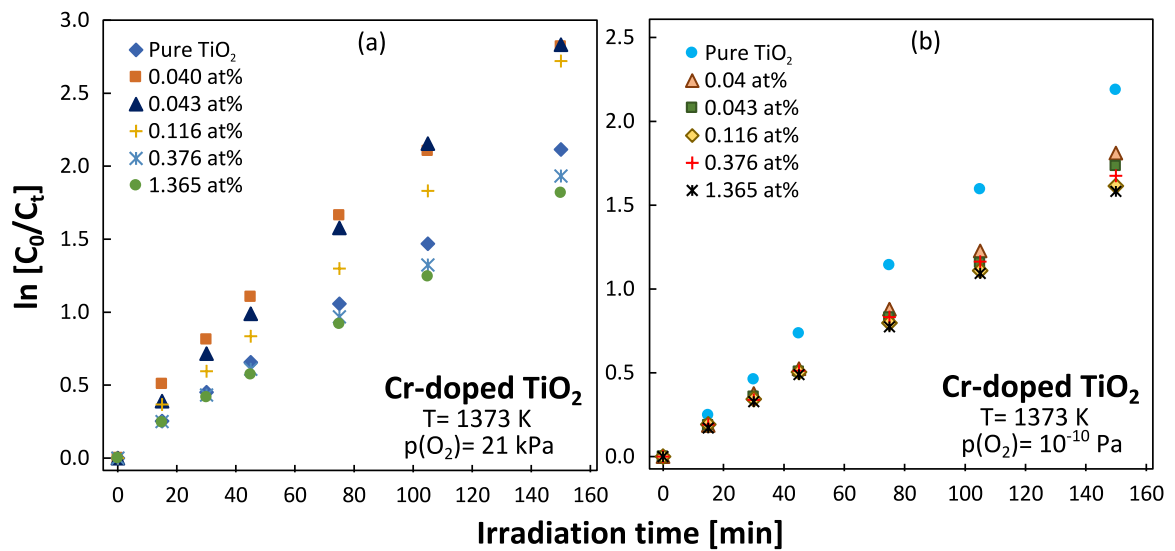 (a)
Pure TiO₂
0.040 at%
0.043 at%
0.116 at%
0.376 at%
1.365 at%
3.0
2.5
2.0
1.5
1.0
0.5
0.0
ln [C₀/Cₜ]
Cr-doped TiO₂
T= 1373 K
p(O₂)= 21 kPa
0 20 40 60 80 100 120 140 160
(b)
Pure TiO₂
0.04 at%
0.043 at%
0.116 at%
0.376 at%
1.365 at%
2.5
2.0
1.5
1.0
0.5
0.0
Cr-doped TiO₂
T= 1373 K
p(O₂)= 10⁻¹⁰ Pa
0 20 40 60 80 100 120 140 160
Irradiation time [min]